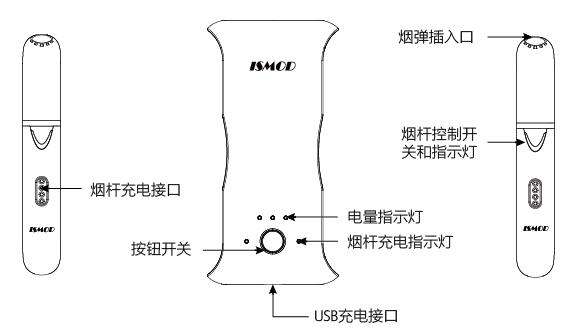 烟弹插入口
ISMOD
烟杆控制开
关和指示灯
烟杆充电接口
电量指示灯
ISMOD
ISMOD
按钮开关
烟杆充电指示灯
USB充电接口